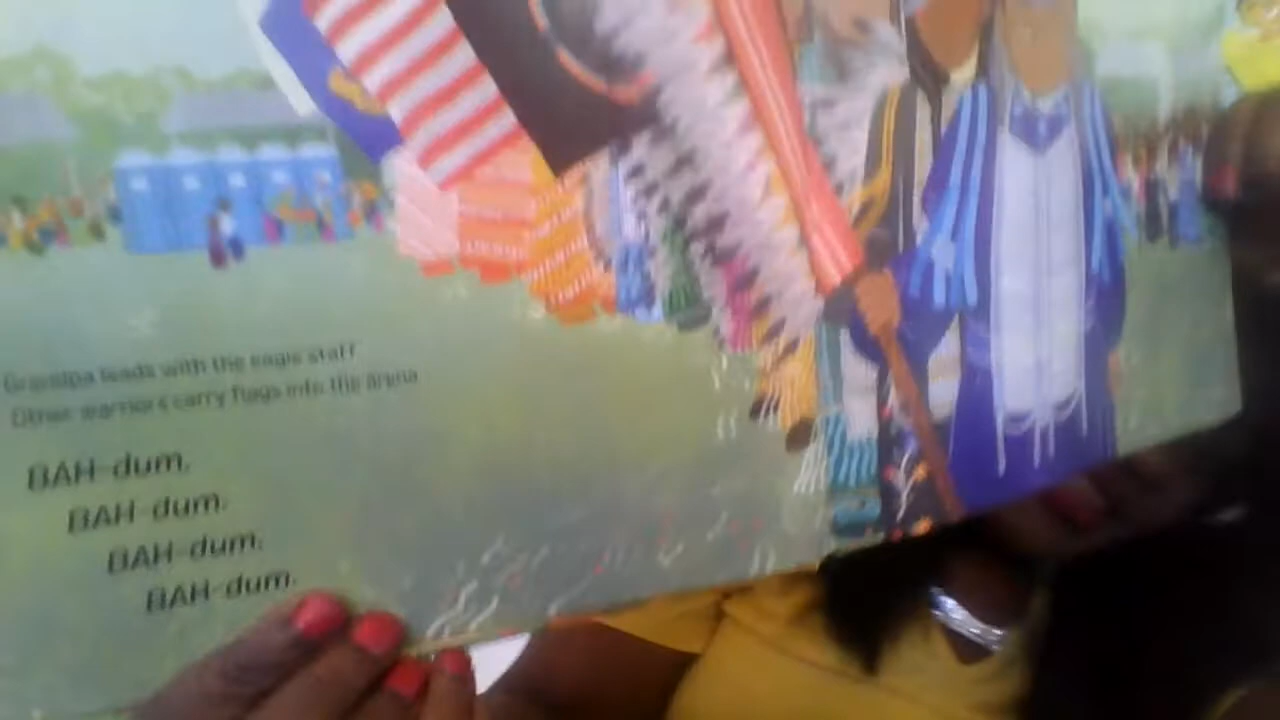 Grandpa leads with the eagle staff
Other warriors carry flags into the arena
BAH-dum.
BAH-dum.
BAH-dum.
BAH-dum.